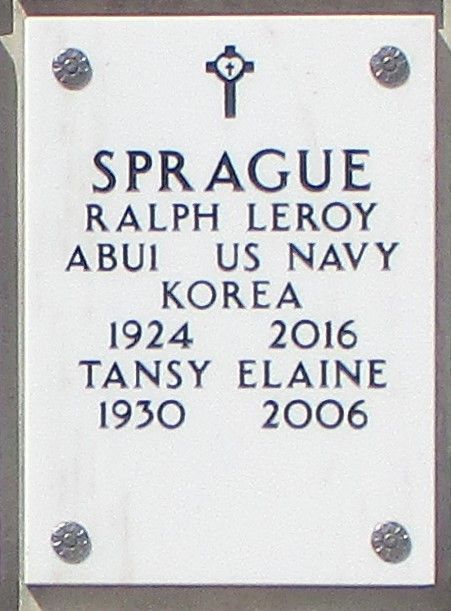 SPRAGUE
RALPH LEROY
ABU1 US NAVY
KOREA
1924 2016
TANSY ELAINE
1930 2006